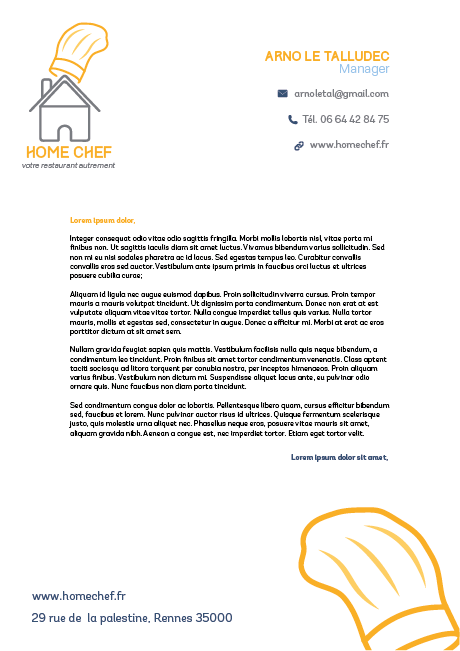 HOME CHEF
votre restaurant autrement
ARNO LE TALLUDEC
Manager
arnoletal@gmail.com
Tél. 06 64 42 84 75
www.homechef.fr
Lorem ipsum dolor,
Integer consequat odio vitae odio sagittis fringilla. Morbi mollis lobortis nisl, vitae porta mi
finibus non. Ut sagittis iaculis diam sit amet luctus. Vivamus bibendum varius sollicitudin. Sed
non mi eu nisi sodales pharetra ac id lacus. Sed egestas tempus leo. Curabitur convallis
convallis eros sed auctor. Vestibulum ante ipsum primis in faucibus orci luctus et ultrices
posuere cubilia curae;
Aliquam id ligula nec augue euismod dapibus. Proin sollicitudin viverra cursus. Proin tempor
mauris a mauris volutpat tincidunt. Ut dignissim porta condimentum. Donec non erat at est
vulputate aliquam vitae vitae tortor. Nulla congue imperdiet tellus quis varius. Nulla tortor
mauris, mollis et egestas sed, consectetur in augue. Donec a efficitur mi. Morbi at erat ac eros
porttitor dictum at sit amet sem.
Nullam gravida feugiat sapien quis mattis. Vestibulum facilisis nulla quis neque bibendum, a
condimentum leo tincidunt. Proin finibus sit amet tortor condimentum venenatis. Class aptent
taciti sociosqu ad litora torquent per conubia nostra, per inceptos himenaeos. Proin aliquam
varius finibus. Vestibulum non dictum mi. Suspendisse aliquet lacus ante, eu pulvinar odio
ornare quis. Nunc faucibus non diam porta tincidunt.
Sed condimentum congue dolor ac lobortis. Pellentesque libero quam, cursus efficitur bibendum
sed, faucibus et lorem. Nunc pulvinar auctor risus id ultrices. Quisque fermentum scelerisque
justo, quis molestie urna aliquet nec. Phasellus neque eros, posuere vitae mauris sit amet,
aliquam gravida nibh. Aenean a congue est, nec imperdiet tortor. Etiam eget tortor velit.
Lorem ipsum dolor sit amet,
www.homechef.fr
29 rue de la palestine, Rennes 35000